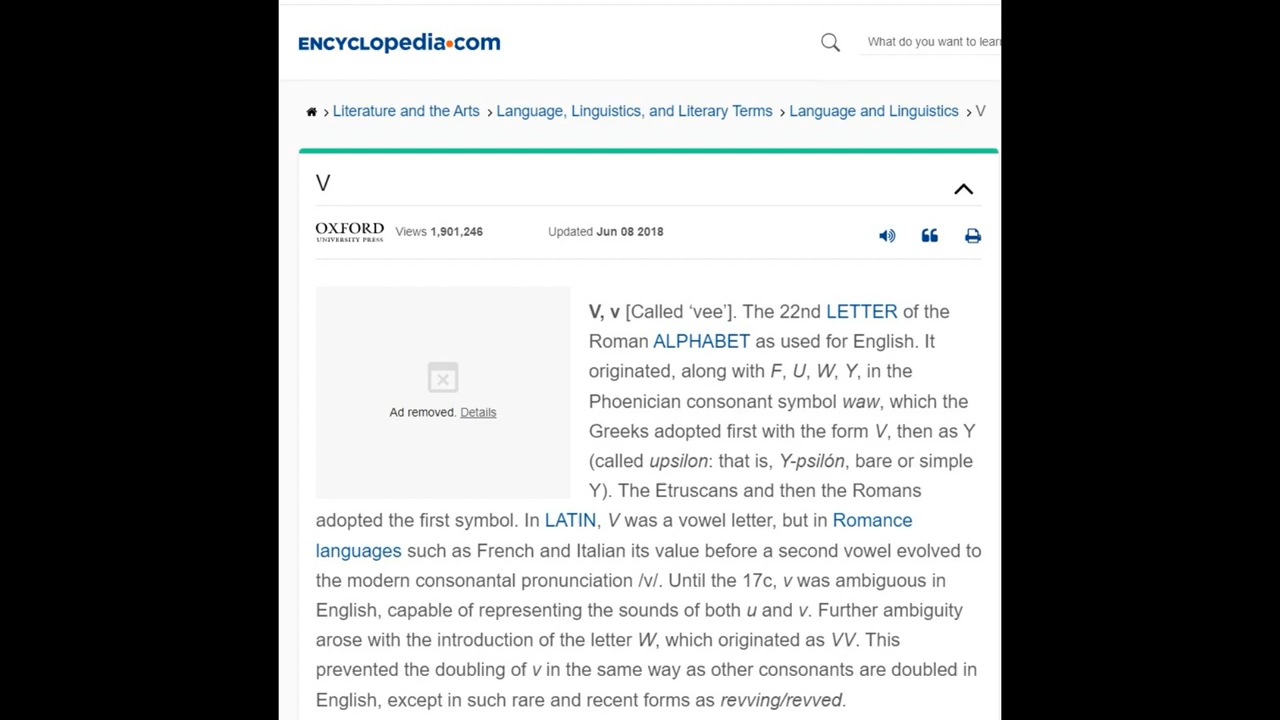 ENCYCLopedia.com
What do you want to lear
> Literature and the Arts > Language, Linguistics, and Literary Terms > Language and Linguistics > V
V
OXFORD
UNIVERSITY PRESS
Views 1,901,246
Updated Jun 08 2018
Ad removed. Details
V, v [Called ‘vee’]. The 22nd LETTER of the
Roman ALPHABET as used for English. It
originated, along with F, U, W, Y, in the
Phoenician consonant symbol waw, which the
Greeks adopted first with the form V, then as Y
(called upsilon: that is, Y-psilón, bare or simple
Y). The Etruscans and then the Romans
adopted the first symbol. In LATIN, V was a vowel letter, but in Romance
languages such as French and Italian its value before a second vowel evolved to
the modern consonantal pronunciation /v/. Until the 17c, v was ambiguous in
English, capable of representing the sounds of both u and v. Further ambiguity
arose with the introduction of the letter W, which originated as VV. This
prevented the doubling of v in the same way as other consonants are doubled in
English, except in such rare and recent forms as revving/revved.